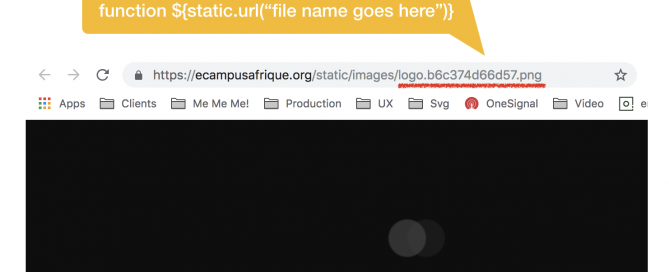 function ${static.url(“file name goes here”)}
https://ecampusafrique.org/static/images/logo.b6c374d66d57.png
Apps Clients Me Me Me! Production UX Svg OneSignal Video